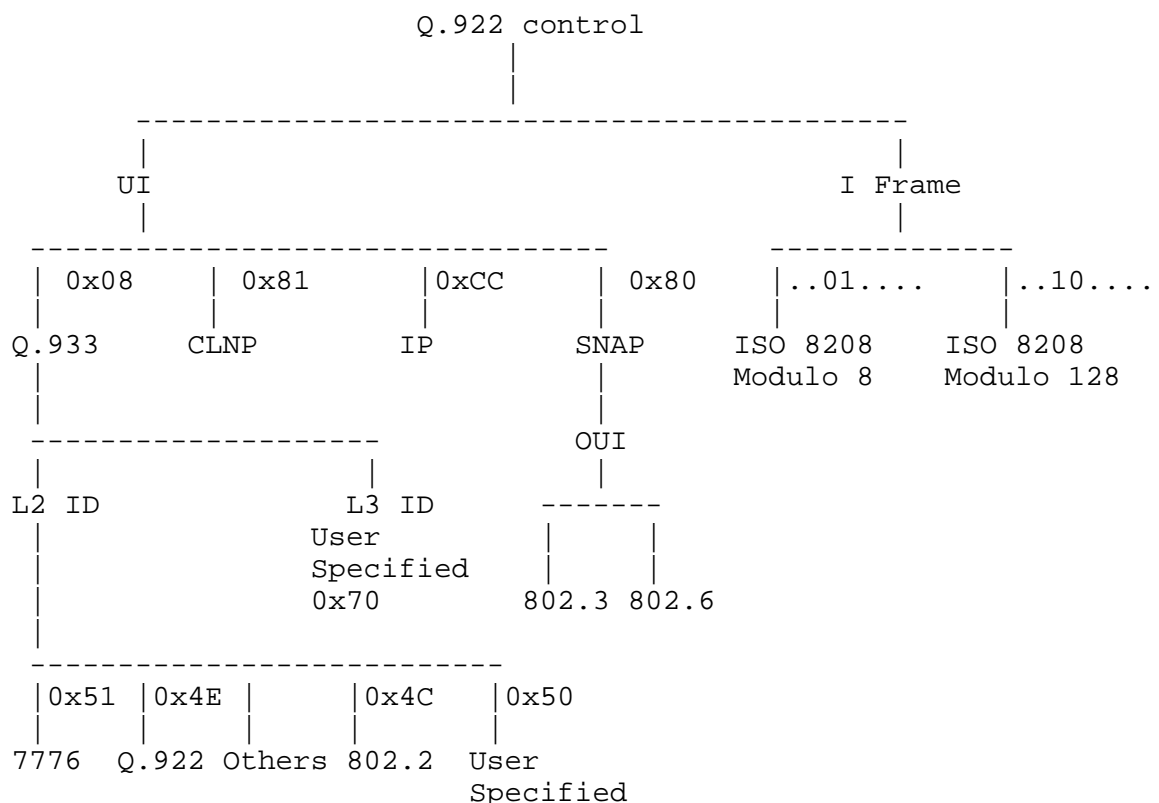 Q.922 control
|
|
--------------------------------------------
| |
UI I Frame
| |
--------------------------------- --------------
| 0x08 | 0x81 |0xCC | 0x80 |..01.... |..10....
| | | | | |
Q.933 CLNP IP SNAP ISO 8208 ISO 8208
| | Modulo 8 Modulo 128
| |
-------------------- OUI
| | |
L2 ID L3 ID -------
| User | |
| Specified | |
| 0x70 802.3 802.6
|
---------------------------
|0x51 |0x4E | |0x4C |0x50
| | | | |
7776 Q.922 Others 802.2 User
Specified